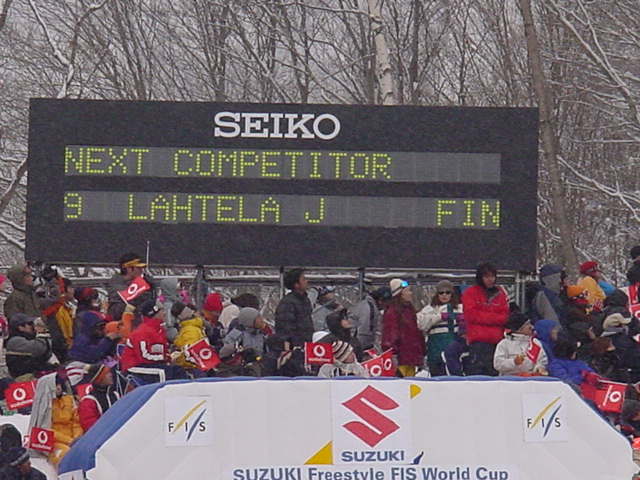 SEIKO
NEXT COMPETITOR
9 LAHTELA J FIN
FIS
SUZUKI
FIS
SUZUKI Freestyle FIS World Cup